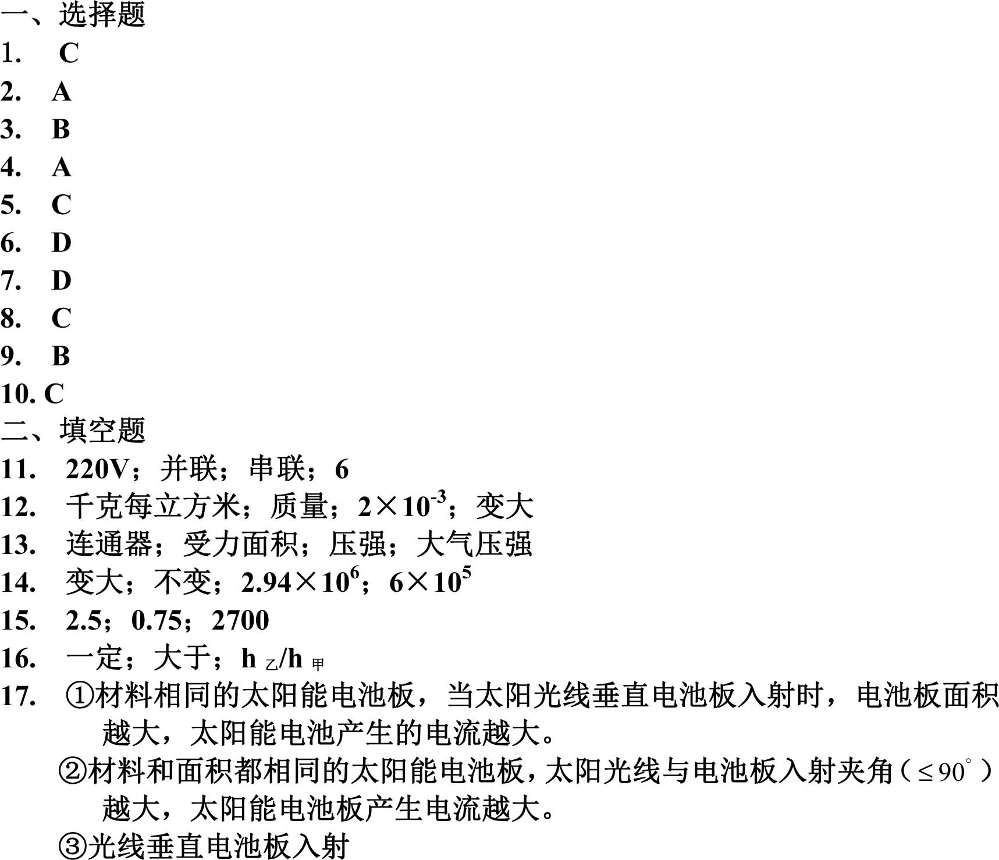 一、选择题
1. C
2. A
3. B
4. A
5. C
6. D
7. D
8. C
9. B
10. C
二、填空题
11. 220V；并联；串联；6
12. 千克每立方米；质量；2×10⁻³；变大
13. 连通器；受力面积；压强；大气压强
14. 变大；不变；2.94×10⁶；6×10⁵
15. 2.5；0.75；2700
16. 一定；大于；h 乙/h 甲
17. ①材料相同的太阳能电池板，当太阳光线垂直电池板入射时，电池板面积
越大，太阳能电池产生的电流越大。
②材料和面积都相同的太阳能电池板，太阳光线与电池板入射夹角（≤90°）
越大，太阳能电池板产生电流越大。
③光线垂直电池板入射